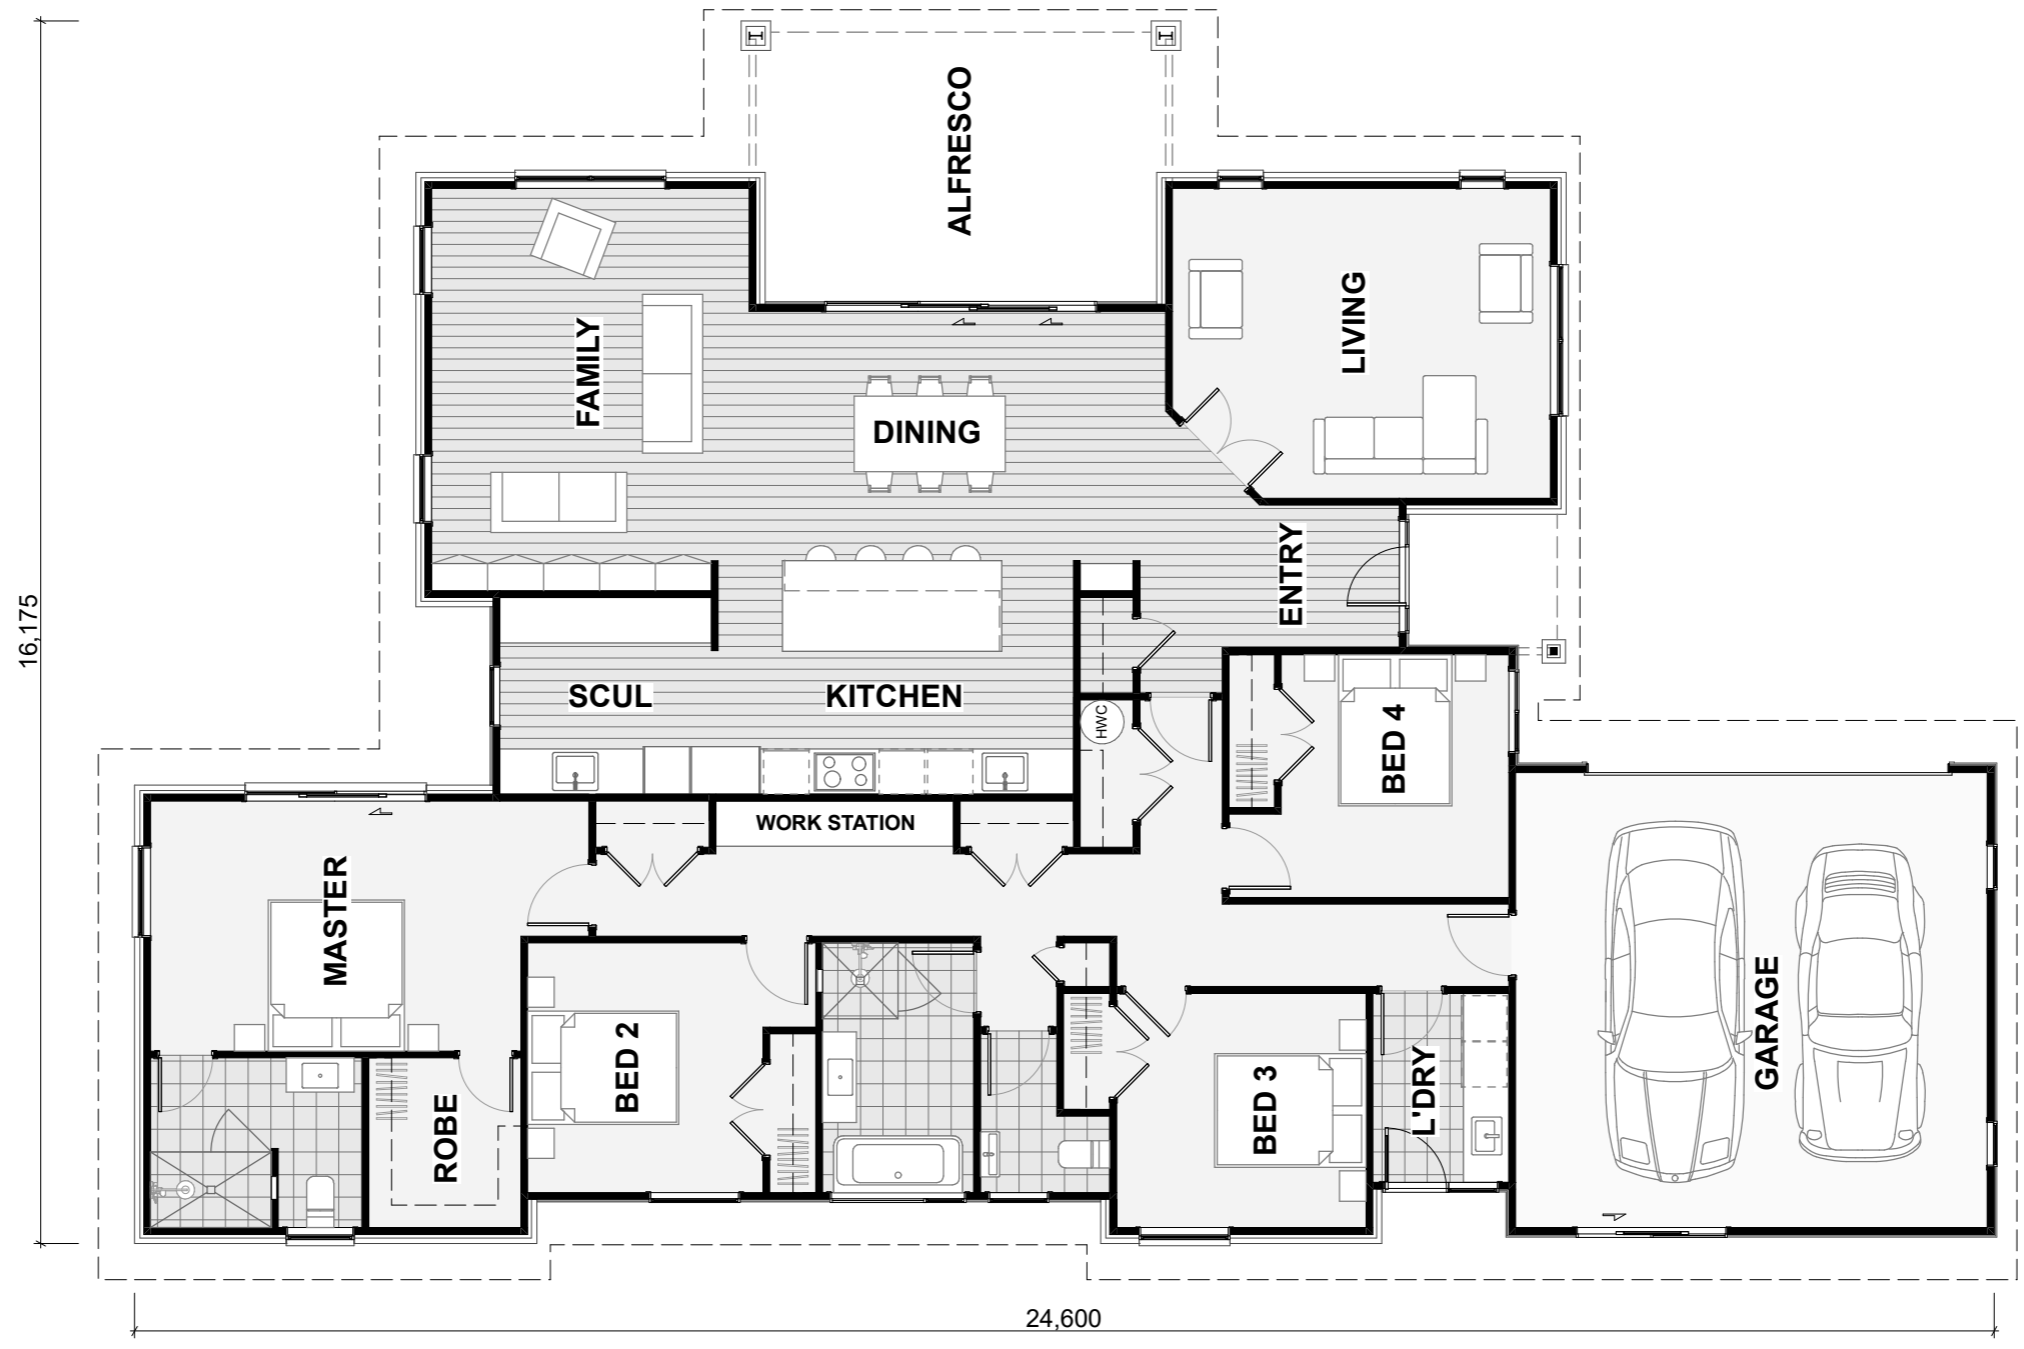 ALFRESCO
FAMILY
LIVING
DINING
ENTRY
16,175
SCUL
KITCHEN
HWC
BED 4
WORK STATION
MASTER
GARAGE
BED 2
ROBE
BED 3
L'DRY
24,600